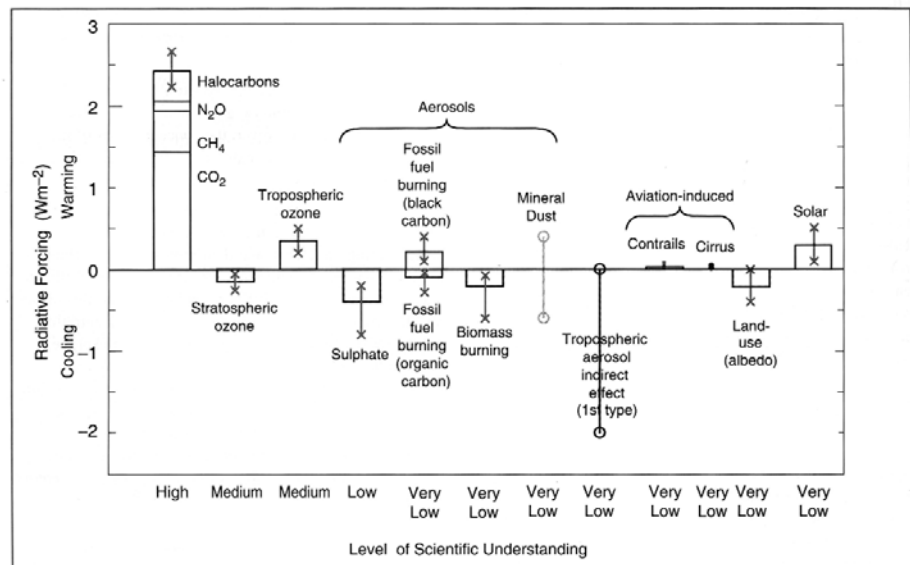 3
2
1
0
−1
−2
Radiative Forcing (Wm−2)
Cooling
Warming
Halocarbons
N2O
CH4
CO2
Stratospheric
ozone
Tropospheric
ozone
Aerosols
Sulphate
Fossil
fuel
burning
(black
carbon)
Fossil
fuel
burning
(organic
carbon)
Biomass
burning
Mineral
Dust
Tropospheric
aerosol
indirect
effect
(1st type)
Aviation-induced
Contrails
Cirrus
Land-
use
(albedo)
Solar
High
Medium
Medium
Low
Very
Low
Very
Low
Very
Low
Very
Low
Very
Low
Very
Low
Very
Low
Very
Low
Level of Scientific Understanding